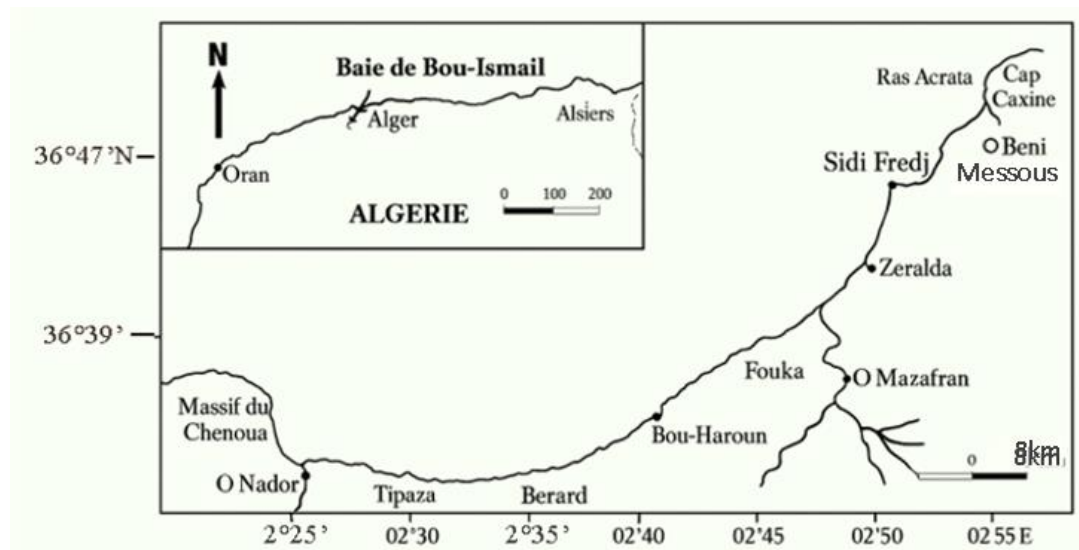 N
Baie de Bou-Ismail
Alger
Alsiers
Oran
0 100 200
ALGERIE
36°47'N
36°39'
Ras Acrata
Cap
Caxine
Beni
Messous
Sidi Fredj
Zeralda
Fouka
O Mazafran
Bou-Haroun
Massif du
Chenoua
O Nador
Tipaza
Berard
0 8km
2°25' 02'30 2°35' 02'40 02'45 02'50 02'55 E